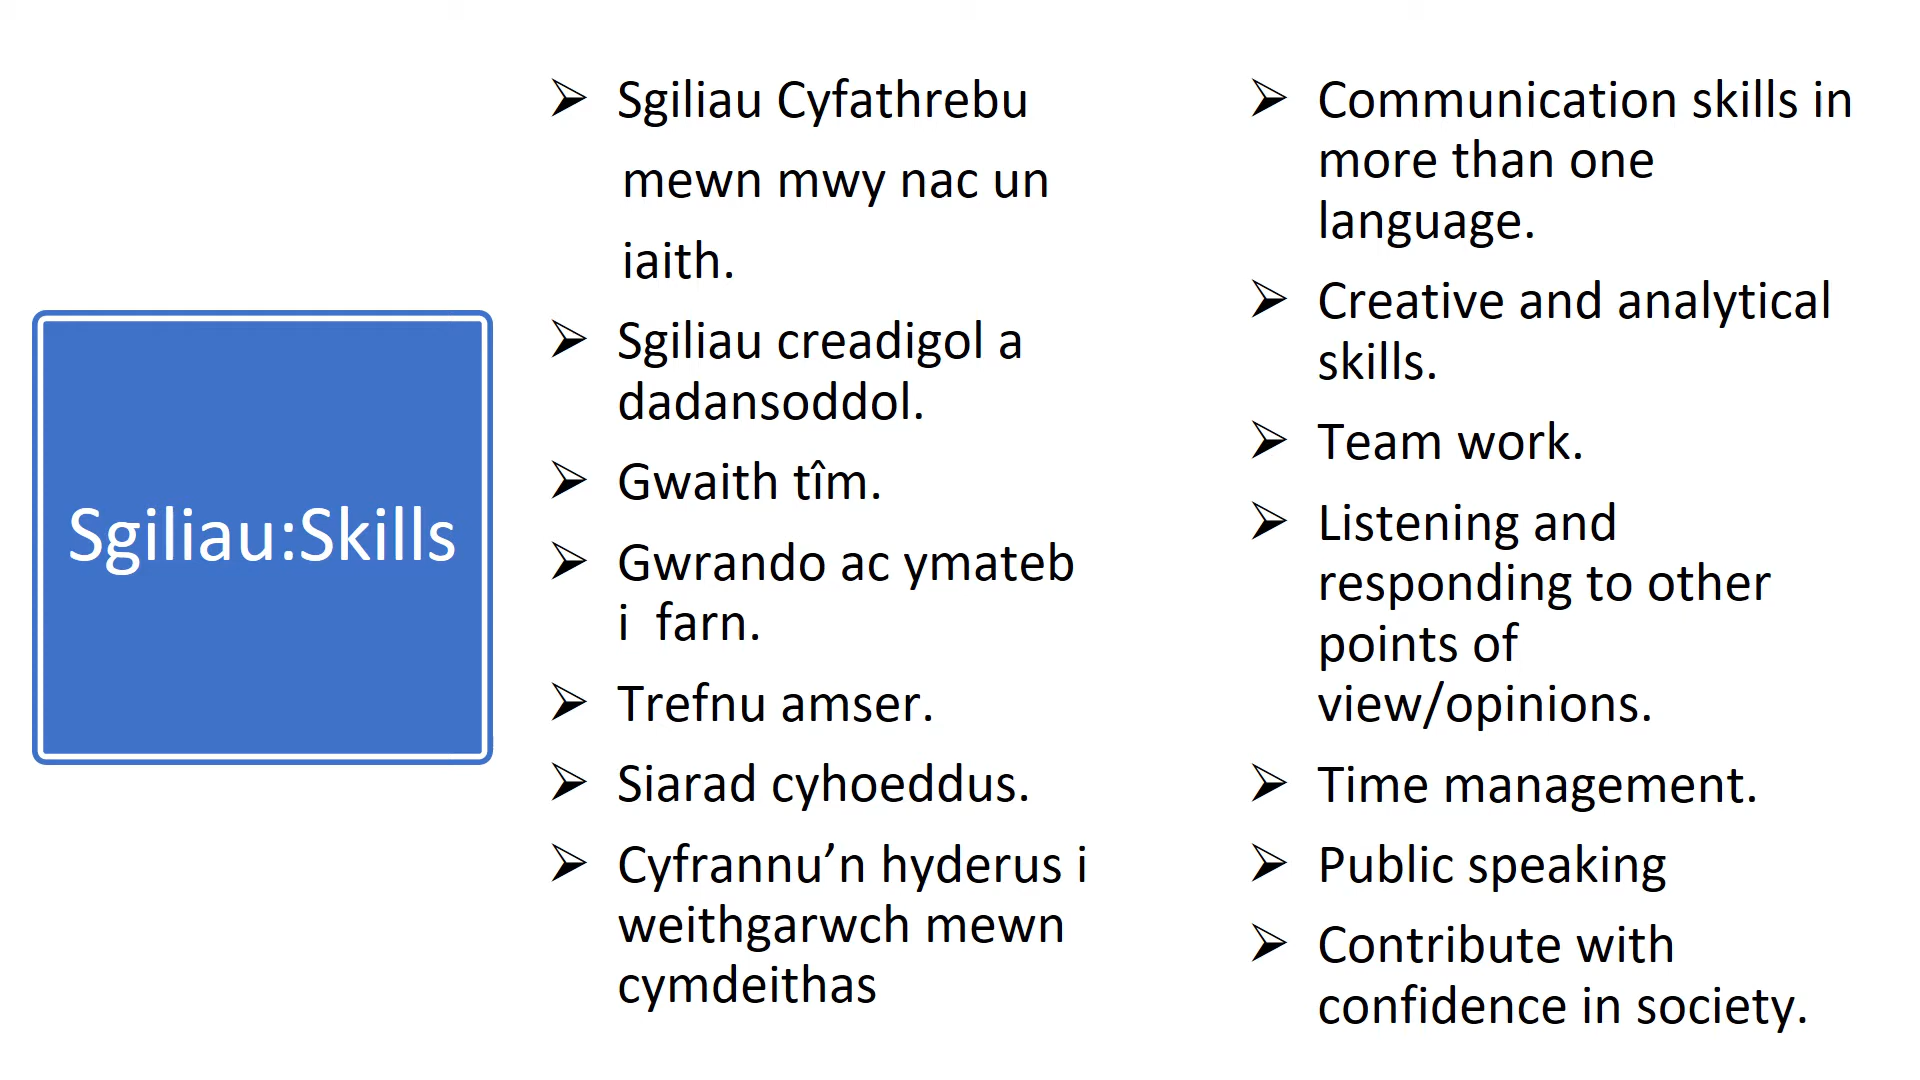 Sgiliau:Skills
➢ Sgiliau Cyfathrebu
mewn mwy nac un
iaith.
➢ Sgiliau creadigol a
dadansoddol.
➢ Gwaith tîm.
➢ Gwrando ac ymateb
i  farn.
➢ Trefnu amser.
➢ Siarad cyhoeddus.
➢ Cyfrannu’n hyderus i
weithgarwch mewn
cymdeithas
➢ Communication skills in
more than one
language.
➢ Creative and analytical
skills.
➢ Team work.
➢ Listening and
responding to other
points of
view/opinions.
➢ Time management.
➢ Public speaking
➢ Contribute with
confidence in society.